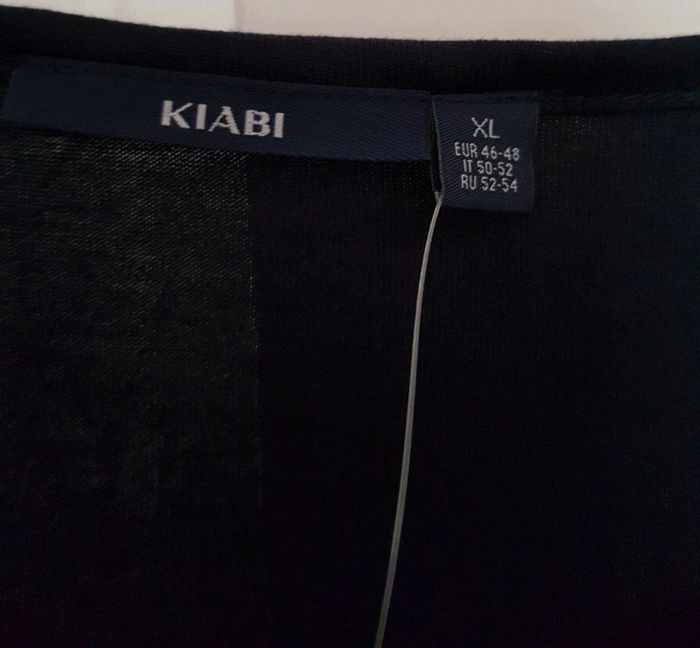 KIABI
XL
EUR 46-48
IT 50-52
RU 52-54